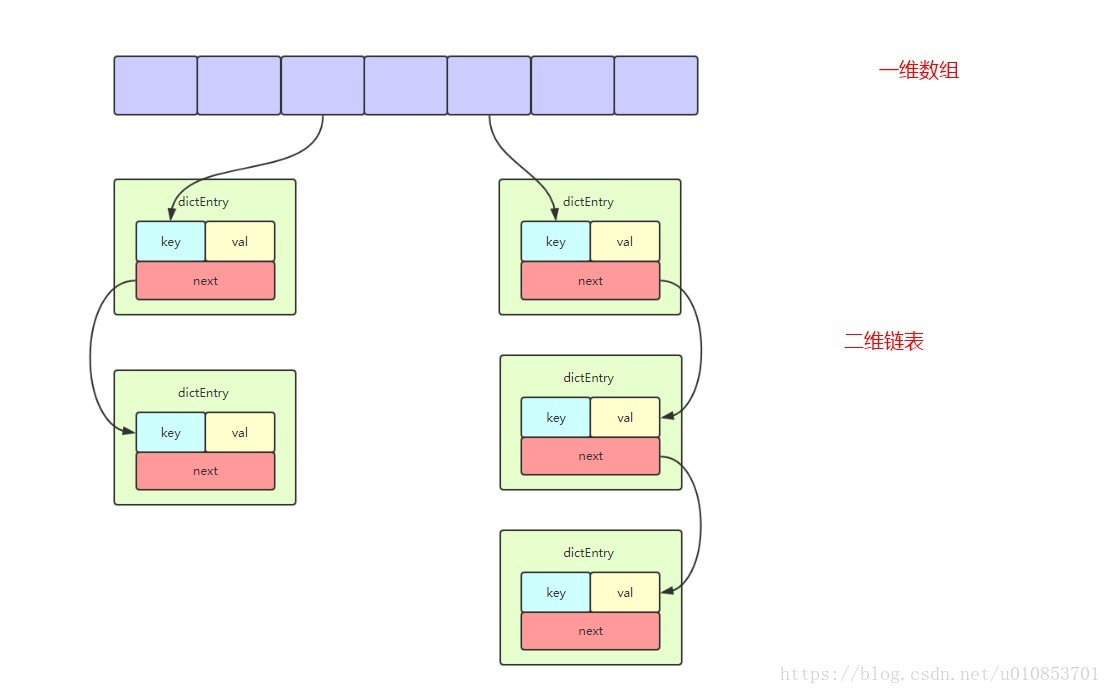 一维数组
dictEntry
key val
next
dictEntry
key val
next
二维链表
dictEntry
key val
next
dictEntry
key val
next
dictEntry
key val
next
https://blog.csdn.net/u010853701